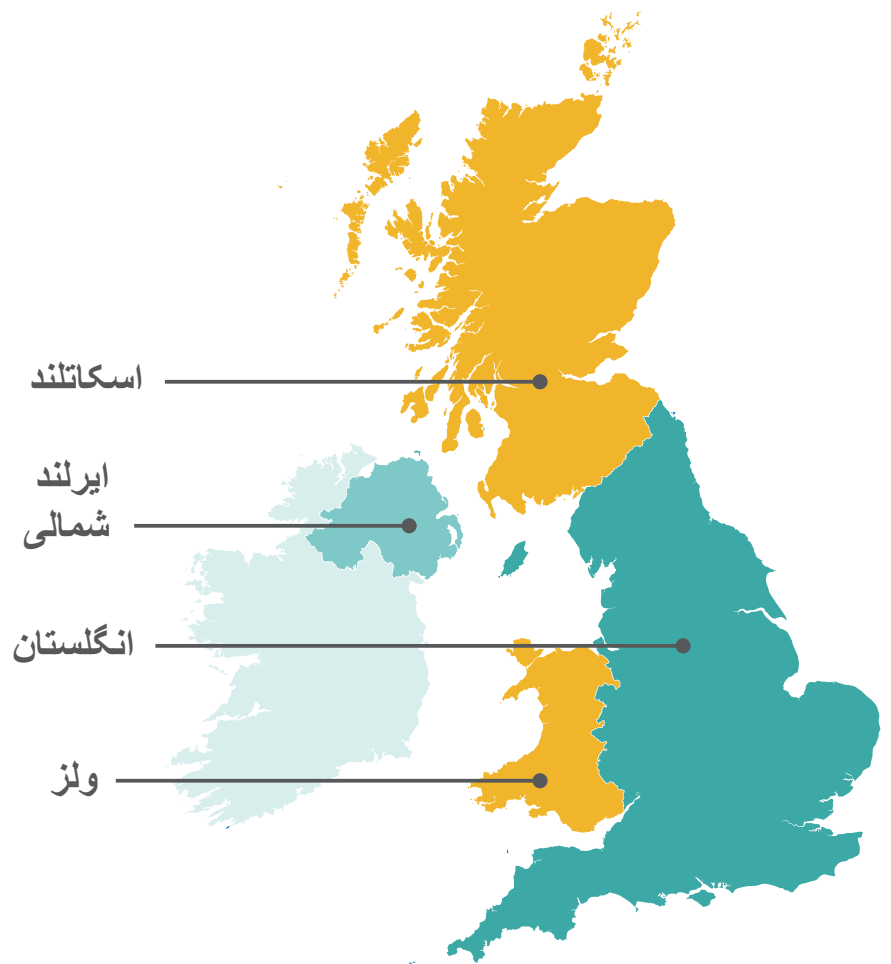 اسکاتلند
ایرلند
شمالی
انگلستان
ولز